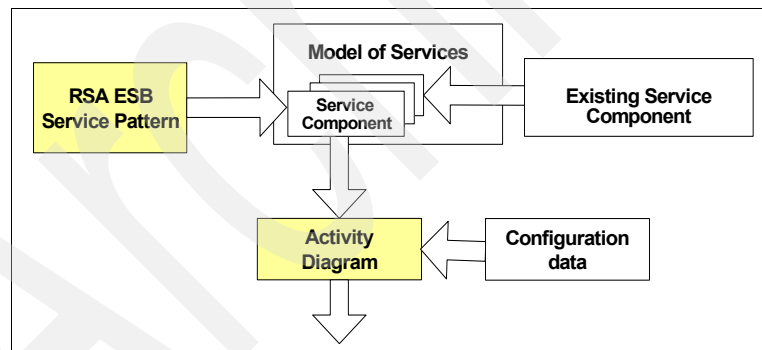 Model of Services
RSA ESB
Service Pattern
Service
Component
Existing Service
Component
Activity
Diagram
Configuration
data